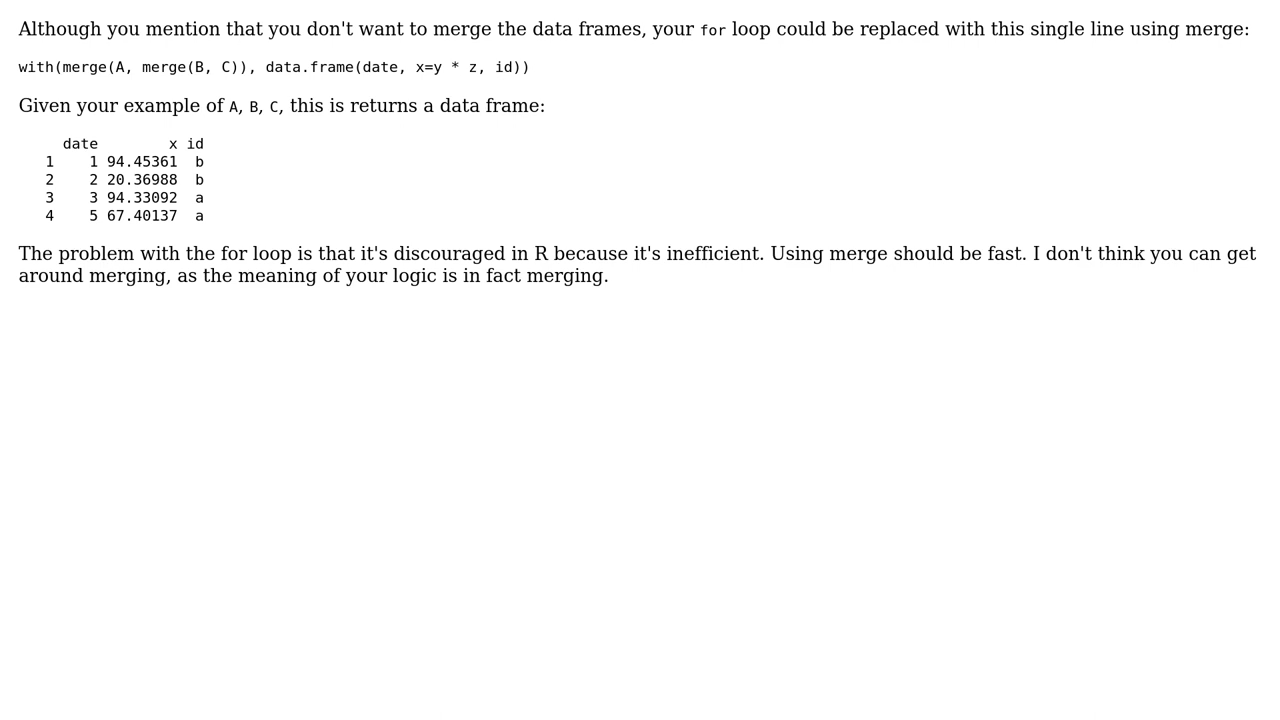 Although you mention that you don't want to merge the data frames, your for loop could be replaced with this single line using merge:
with(merge(A, merge(B, C)), data.frame(date, x=y * z, id))
Given your example of A, B, C, this is returns a data frame:
  date        x id
1    1 94.45361  b
2    2 20.36988  b
3    3 94.33092  a
4    5 67.40137  a
The problem with the for loop is that it's discouraged in R because it's inefficient. Using merge should be fast. I don't think you can get
around merging, as the meaning of your logic is in fact merging.